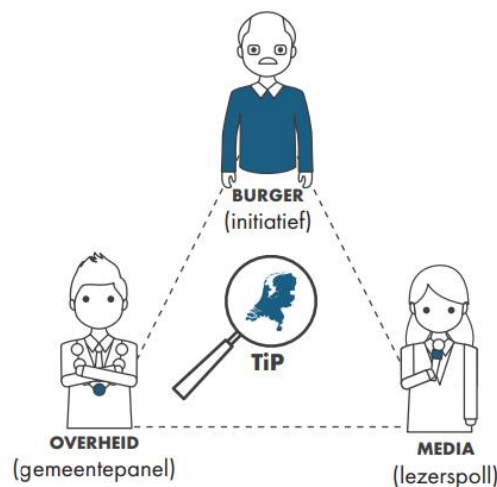 BURGER
(initiatief)
TiP
OVERHEID
(gemeentepanel)
MEDIA
(lezerspoll)